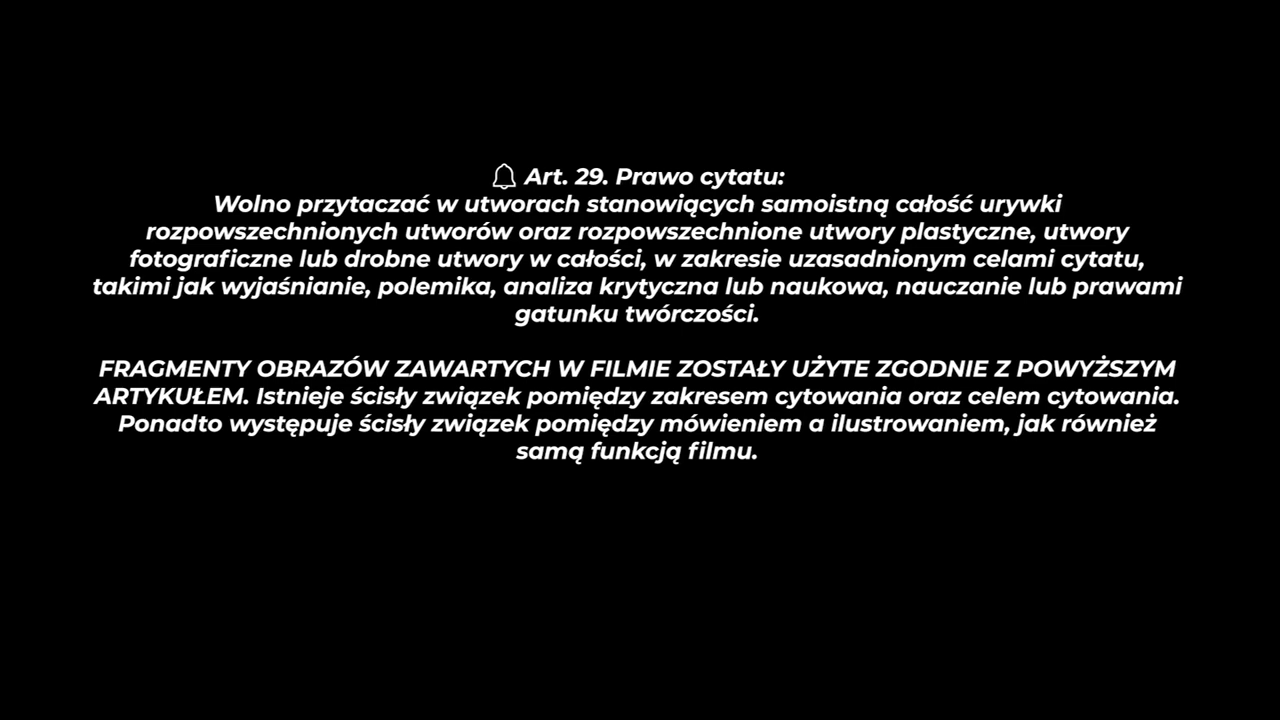 🔔 Art. 29. Prawo cytatu:
Wolno przytaczać w utworach stanowiących samoistną całość urywki
rozpowszechnionych utworów oraz rozpowszechnione utwory plastyczne, utwory
fotograficzne lub drobne utwory w całości, w zakresie uzasadnionym celami cytatu,
takimi jak wyjaśnianie, polemika, analiza krytyczna lub naukowa, nauczanie lub prawami
gatunku twórczości.
FRAGMENTY OBRAZÓW ZAWARTYCH W FILMIE ZOSTAŁY UŻYTE ZGODNIE Z POWYŻSZYM
ARTYKUŁEM. Istnieje ścisły związek pomiędzy zakresem cytowania oraz celem cytowania.
Ponadto występuje ścisły związek pomiędzy mówieniem a ilustrowaniem, jak również
samą funkcją filmu.